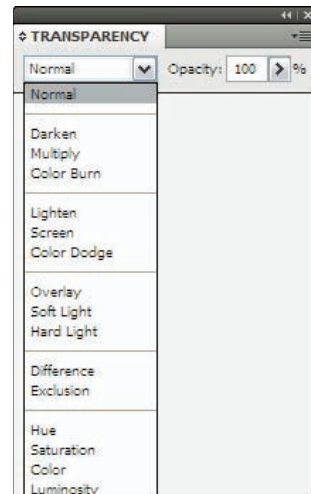 TRANSPARENCY
Normal Opacity: 100 %
Normal
Darken
Multiply
Color Burn
Lighten
Screen
Color Dodge
Overlay
Soft Light
Hard Light
Difference
Exclusion
Hue
Saturation
Color
Luminosity